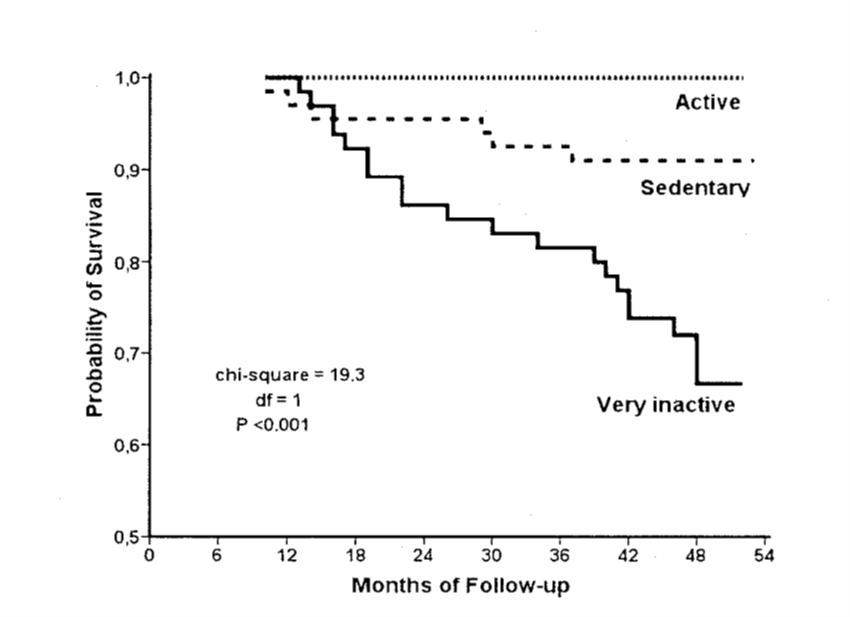 1,0
Active
0,9
Sedentary
0,8
Probability of Survival
0,7
chi-square = 19.3
df = 1
P <0.001
Very inactive
0,6
0,5
0 6 12 18 24 30 36 42 48 54
Months of Follow-up